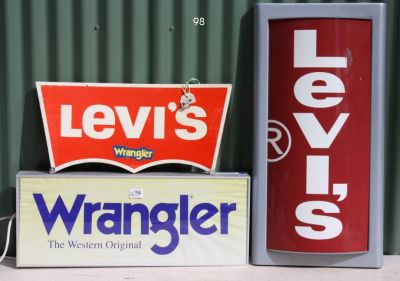 98
LeVI'S
Wrangler
Wrangler
The Western Original
LeVI'S
®